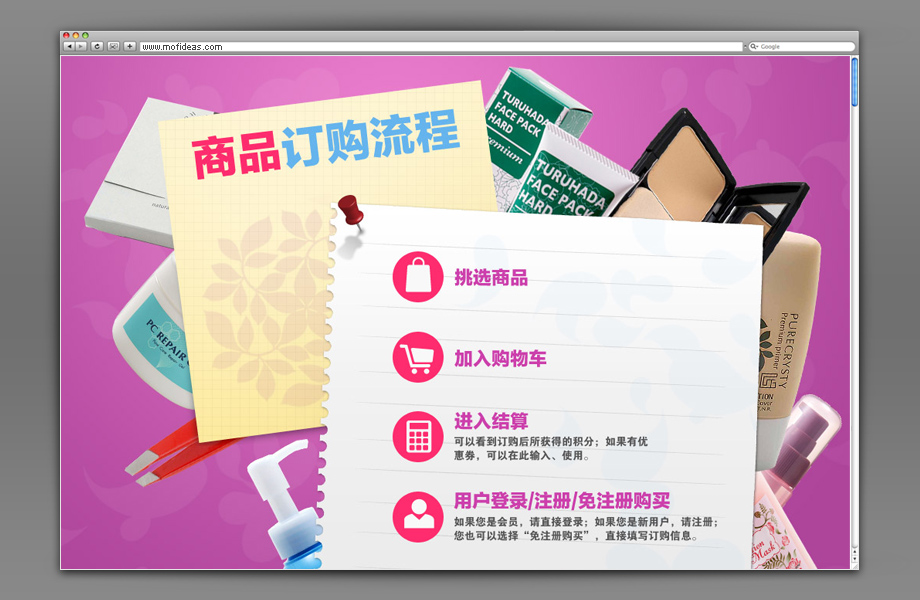 www.mofideas.com
Google
商品订购流程
TURUHADA
FACE PACK
HARD
Premium
TURUHADA
FACE PACK
HARD
PC REPAIR
PURECRYSTY
Premium primer
挑选商品
加入购物车
进入结算
可以看到订购后所获得的积分；如果有优
惠券，可以在此输入、使用。
用户登录/注册/免注册购买
如果您是会员，请直接登录；如果您是新用户，请注册；
您也可以选择“免注册购买”，直接填写订购信息。